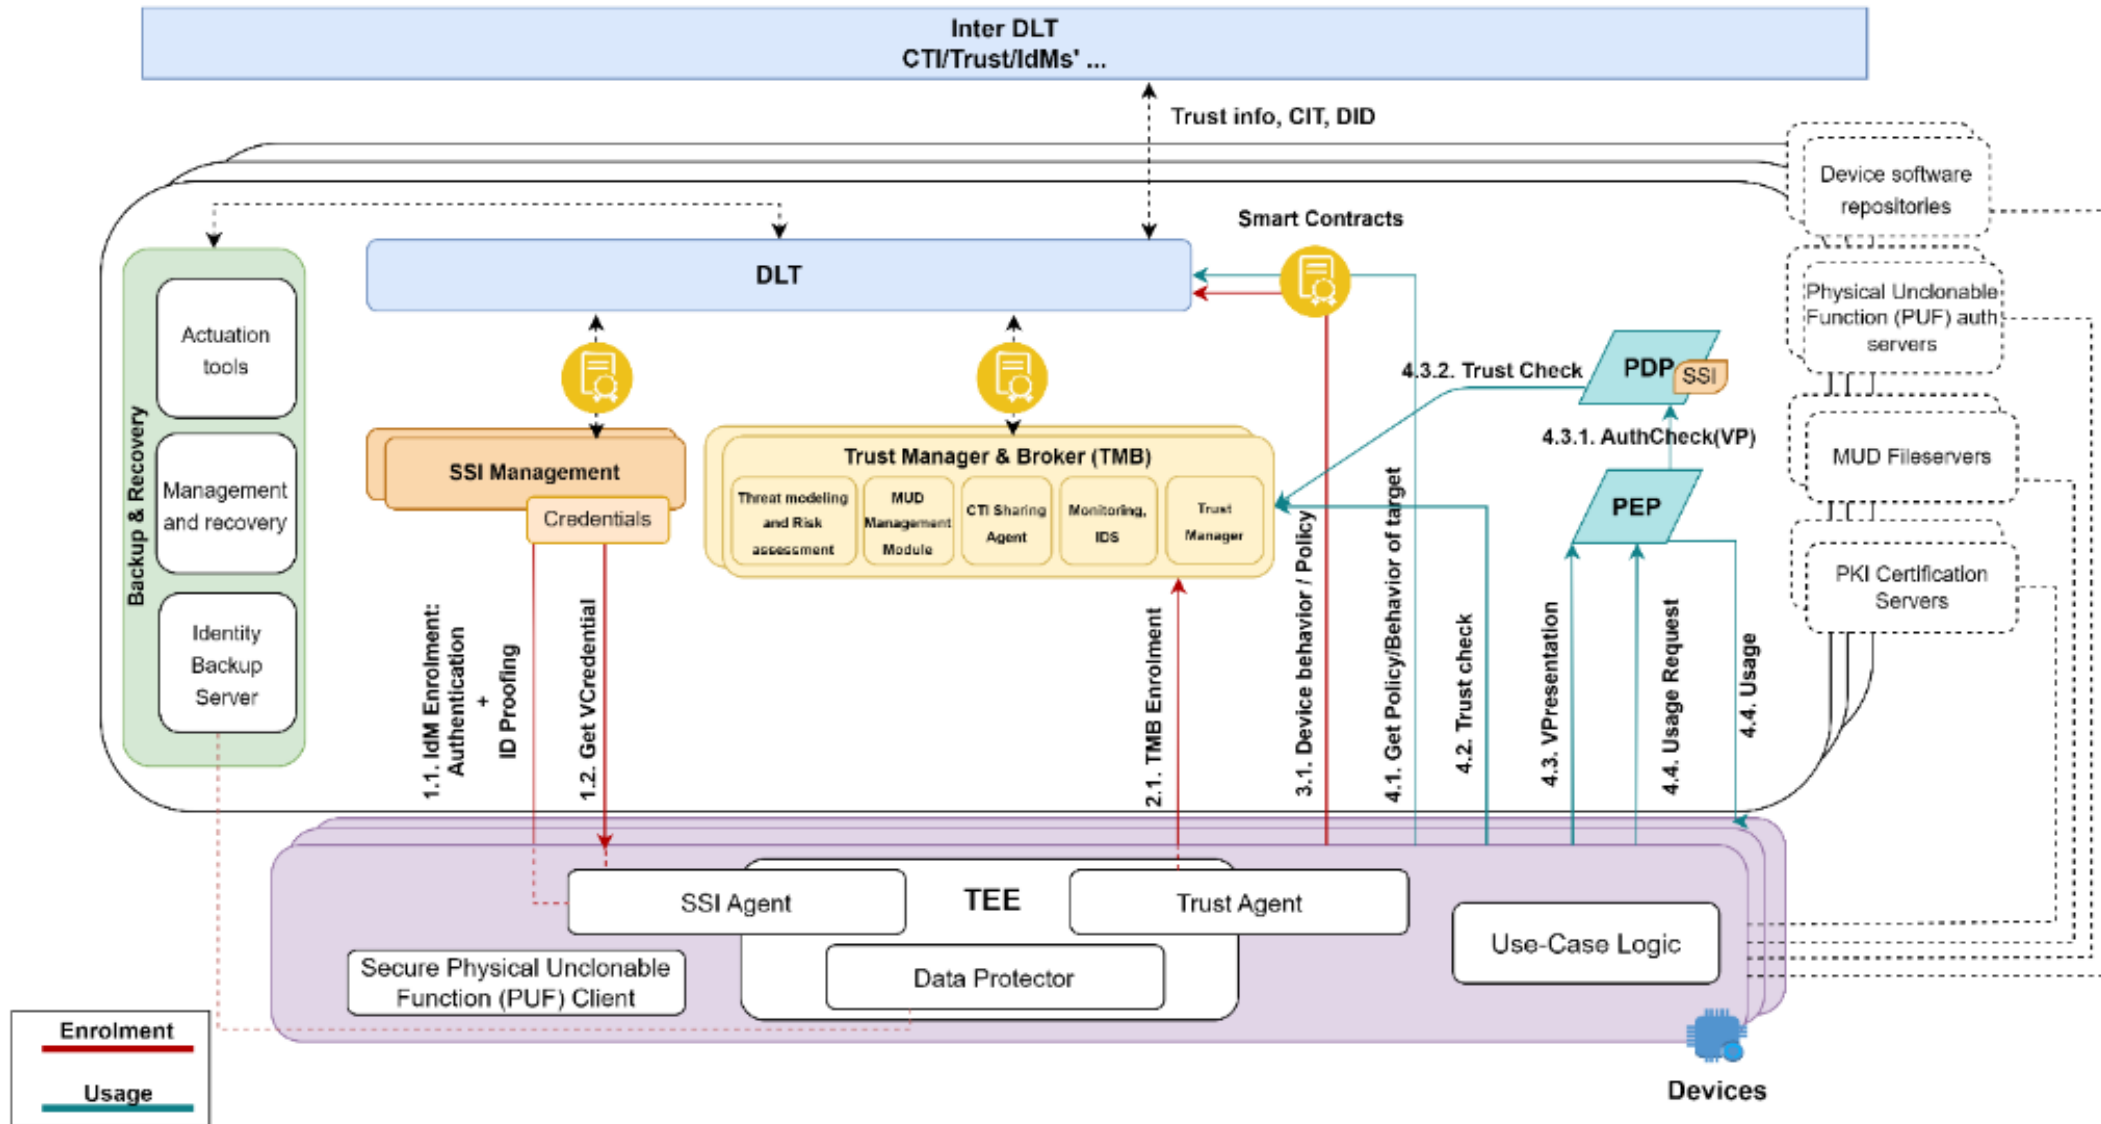 Inter DLT
CTI/Trust/IdMs' ...
Trust info, CIT, DID
Smart Contracts
DLT
Backup & Recovery
Actuation
tools
Management
and recovery
Identity
Backup
Server
SSI Management
Credentials
Trust Manager & Broker (TMB)
Threat modeling
and Risk
assessment
MUD
Management
Module
CTI Sharing
Agent
Monitoring,
IDS
Trust
Manager
4.3.2. Trust Check
PDP
SSI
4.3.1. AuthCheck(VP)
PEP
Device software
repositories
Physical Unclonable
Function (PUF) auth
servers
MUD Fileservers
PKI Certification
Servers
1.1. IdM Enrolment:
Authentication
+
ID Proofing
1.2. Get VCredential
2.1. TMB Enrolment
3.1. Device behavior / Policy
4.1. Get Policy/Behavior of target
4.2. Trust check
4.3. VPresentation
4.4. Usage Request
4.4. Usage
SSI Agent
TEE
Trust Agent
Use-Case Logic
Secure Physical Unclonable
Function (PUF) Client
Data Protector
Devices
Enrolment
Usage